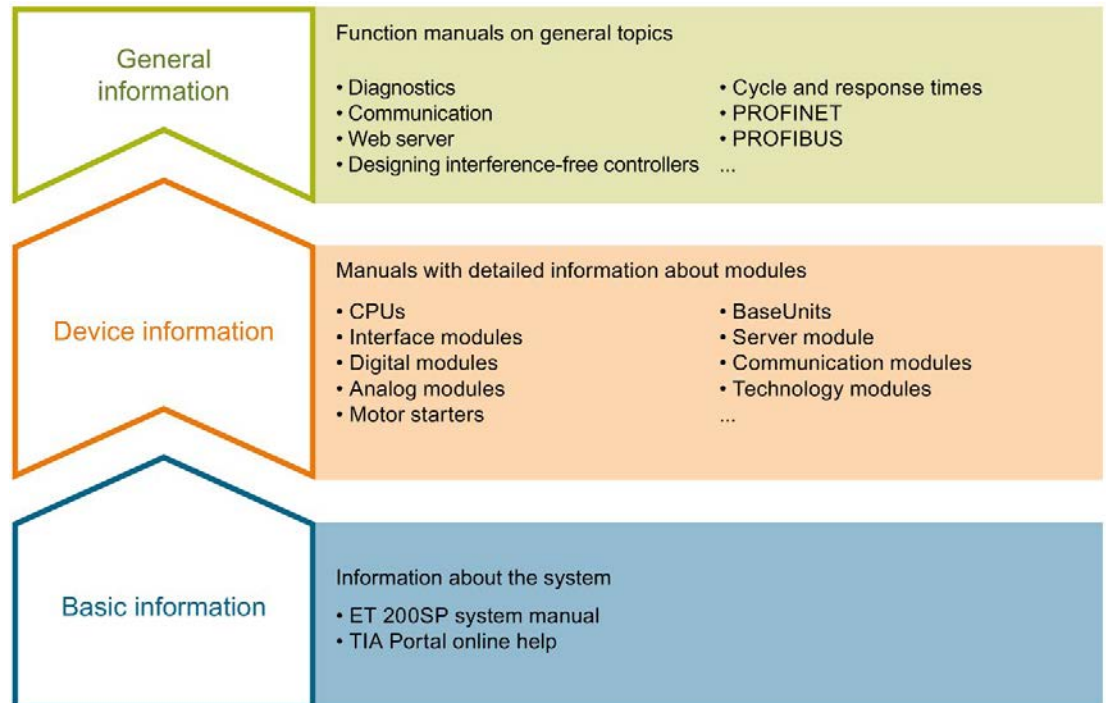 General
information
Function manuals on general topics
• Diagnostics
• Communication
• Web server
• Designing interference-free controllers
• Cycle and response times
• PROFINET
• PROFIBUS
...
Device information
Manuals with detailed information about modules
• CPUs
• Interface modules
• Digital modules
• Analog modules
• Motor starters
• BaseUnits
• Server module
• Communication modules
• Technology modules
...
Basic information
Information about the system
• ET 200SP system manual
• TIA Portal online help